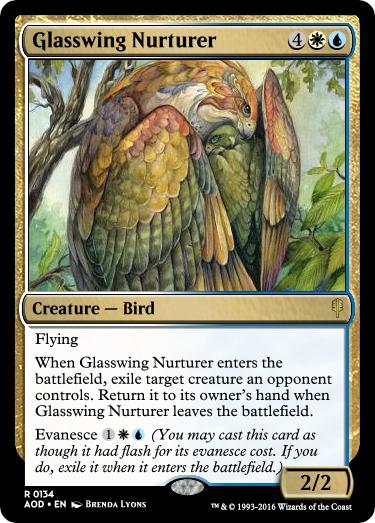 Glasswing Nurturer 4
Creature — Bird
Flying
When Glasswing Nurturer enters the
battlefield, exile target creature an opponent
controls. Return it to its owner's hand when
Glasswing Nurturer leaves the battlefield.
Evanesce 1 (You may cast this card as
though it had flash for its evanesce cost. If you
do, exile it when it enters the battlefield.)
2/2
R 0134
AOD • EN Brenda Lyons
™ & © 1993-2016 Wizards of the Coast